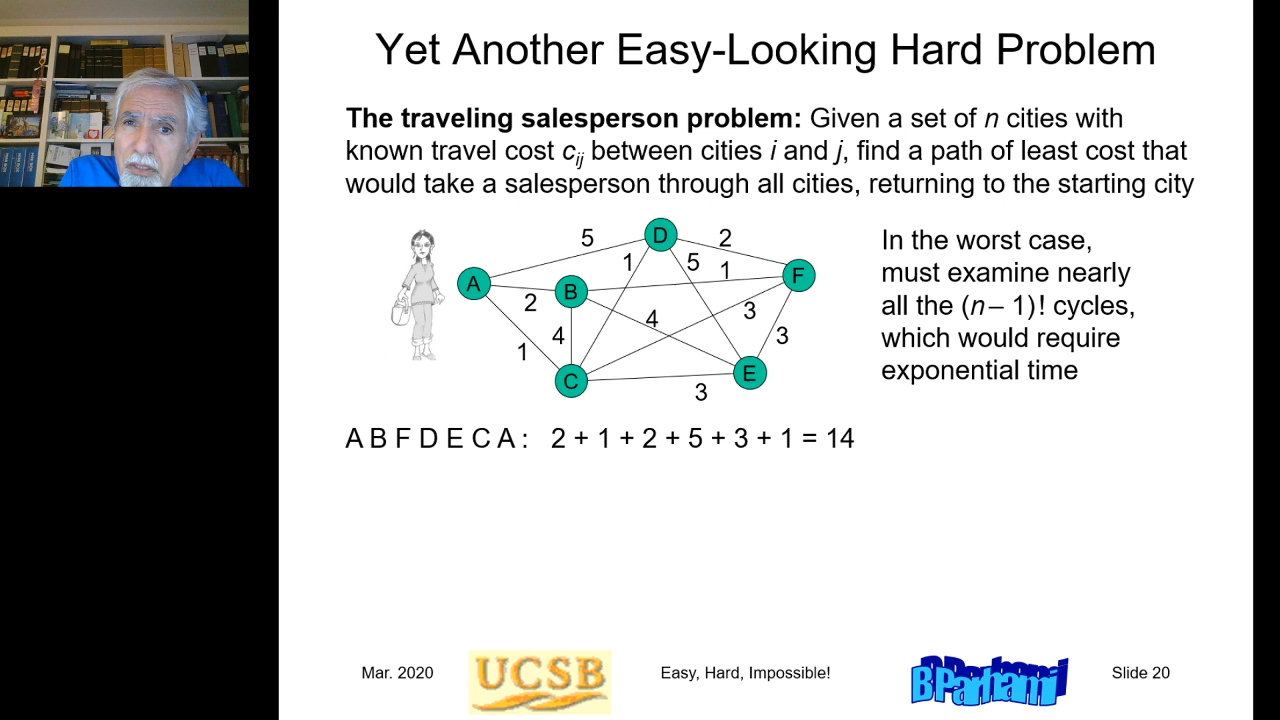 Yet Another Easy-Looking Hard Problem
The traveling salesperson problem: Given a set of n cities with
known travel cost cij between cities i and j, find a path of least cost that
would take a salesperson through all cities, returning to the starting city
5
D
2
In the worst case,
must examine nearly
all the (n – 1)! cycles,
which would require
exponential time
1
5
1
F
A
B
2
4
3
4
3
1
C
E
3
A B F D E C A : 2 + 1 + 2 + 5 + 3 + 1 = 14
Mar. 2020
UCSB
Easy, Hard, Impossible!
B Parhami
Slide 20